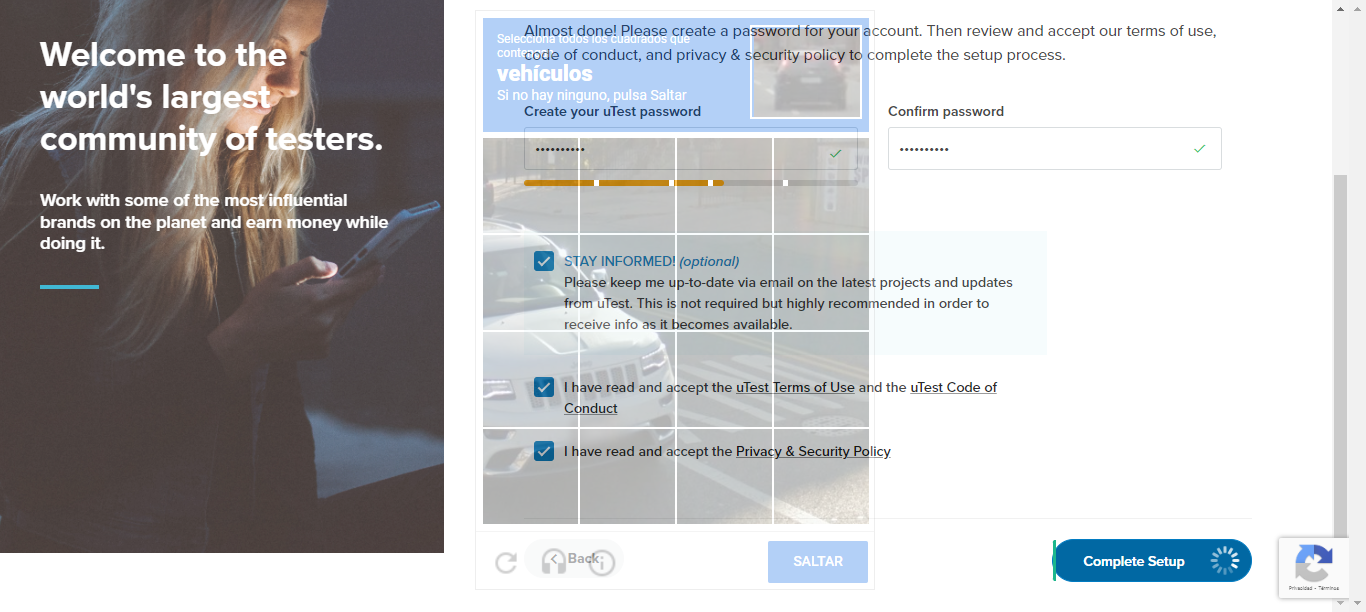 Welcome to the
world's largest
community of testers.
Work with some of the most influential
brands on the planet and earn money while
doing it.
Almost done! Please create a password for your account. Then review and accept our terms of use,
code of conduct, and privacy & security policy to complete the setup process.
Selecciona todos los cuadrados que
contengan
vehículos
Si no hay ninguno, pulsa Saltar
Create your uTest password
Confirm password
••••••••••
••••••••••
STAY INFORMED! (optional)
Please keep me up-to-date via email on the latest projects and updates
from uTest. This is not required but highly recommended in order to
receive info as it becomes available.
I have read and accept the uTest Terms of Use and the uTest Code of
Conduct
I have read and accept the Privacy & Security Policy
Back
SALTAR
Complete Setup
Privacidad - Términos